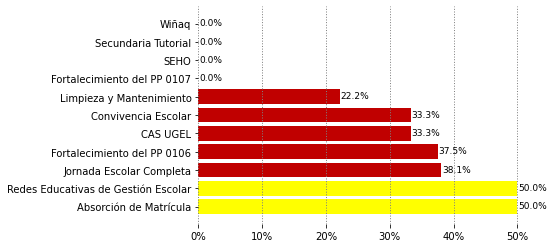 Wiñaq 0.0%
Secundaria Tutorial 0.0%
SEHO 0.0%
Fortalecimiento del PP 0107 0.0%
Limpieza y Mantenimiento 22.2%
Convivencia Escolar 33.3%
CAS UGEL 33.3%
Fortalecimiento del PP 0106 37.5%
Jornada Escolar Completa 38.1%
Redes Educativas de Gestión Escolar 50.0%
Absorción de Matrícula 50.0%
0% 10% 20% 30% 40% 50%